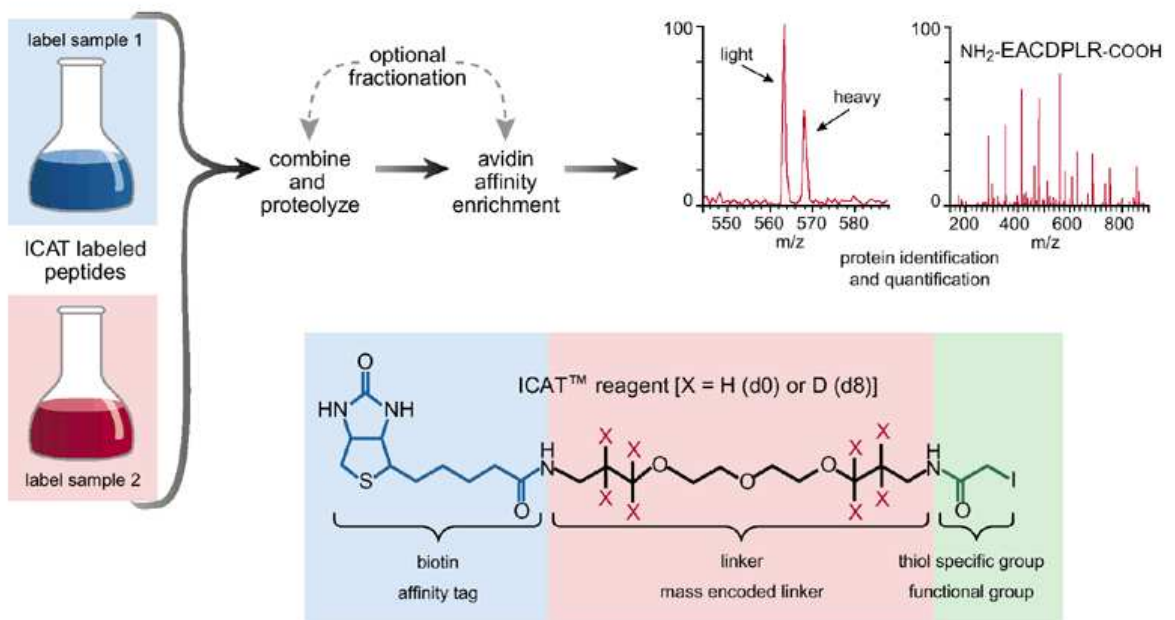 label sample 1
ICAT labeled
peptides
label sample 2
optional
fractionation
combine
and
proteolyze
avidin
affinity
enrichment
100
light
heavy
0
550 560 570 580
m/z
100
NH2-EACDPLR-COOH
0
200 400 600 800
m/z
protein identification
and quantification
ICAT™ reagent [X = H (d0) or D (d8)]
O
HN NH
S
O
H
N
X X
X X
O
O
O
X X
X X
H
N
O
I
biotin
affinity tag
linker
mass encoded linker
thiol specific group
functional group